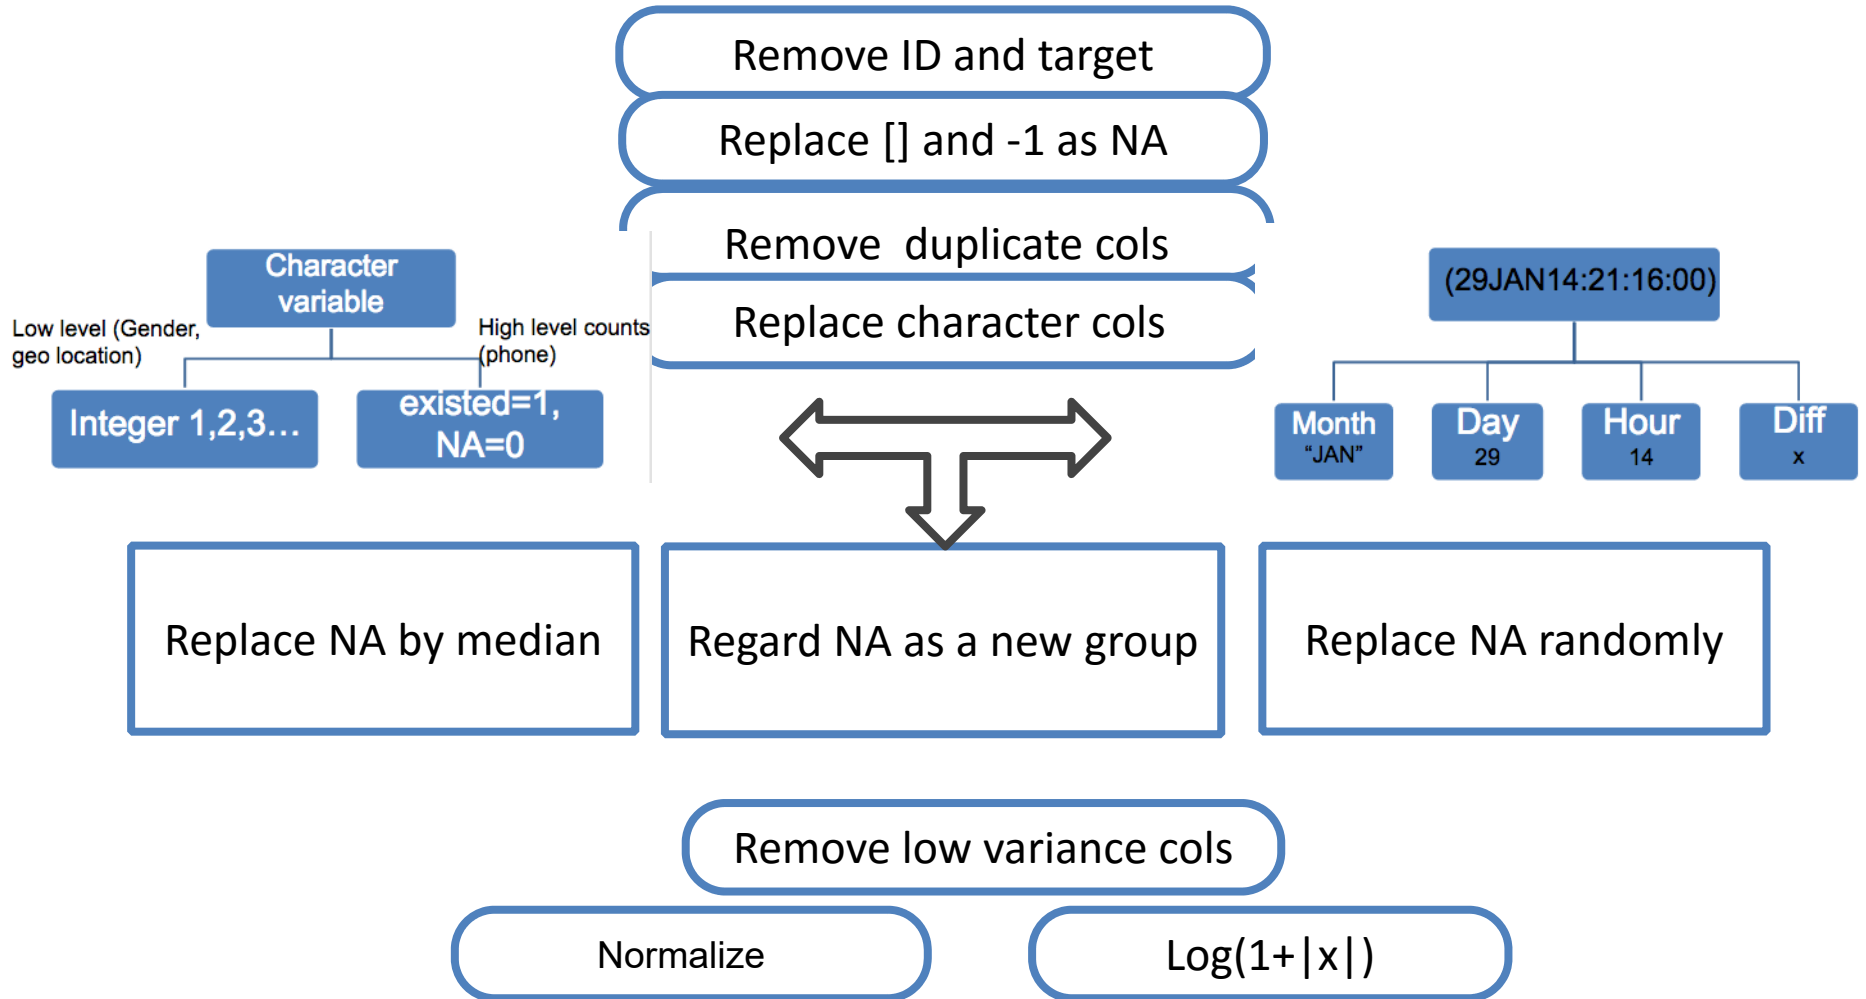 Remove ID and target
Replace [] and -1 as NA
Remove  duplicate cols
Replace character cols
Character
variable
Low level (Gender,
geo location)
High level counts
(phone)
Integer 1,2,3...
existed=1,
NA=0
(29JAN14:21:16:00)
Month
“JAN”
Day
29
Hour
14
Diff
x
Replace NA by median
Regard NA as a new group
Replace NA randomly
Remove low variance cols
Normalize
Log(1+|x|)